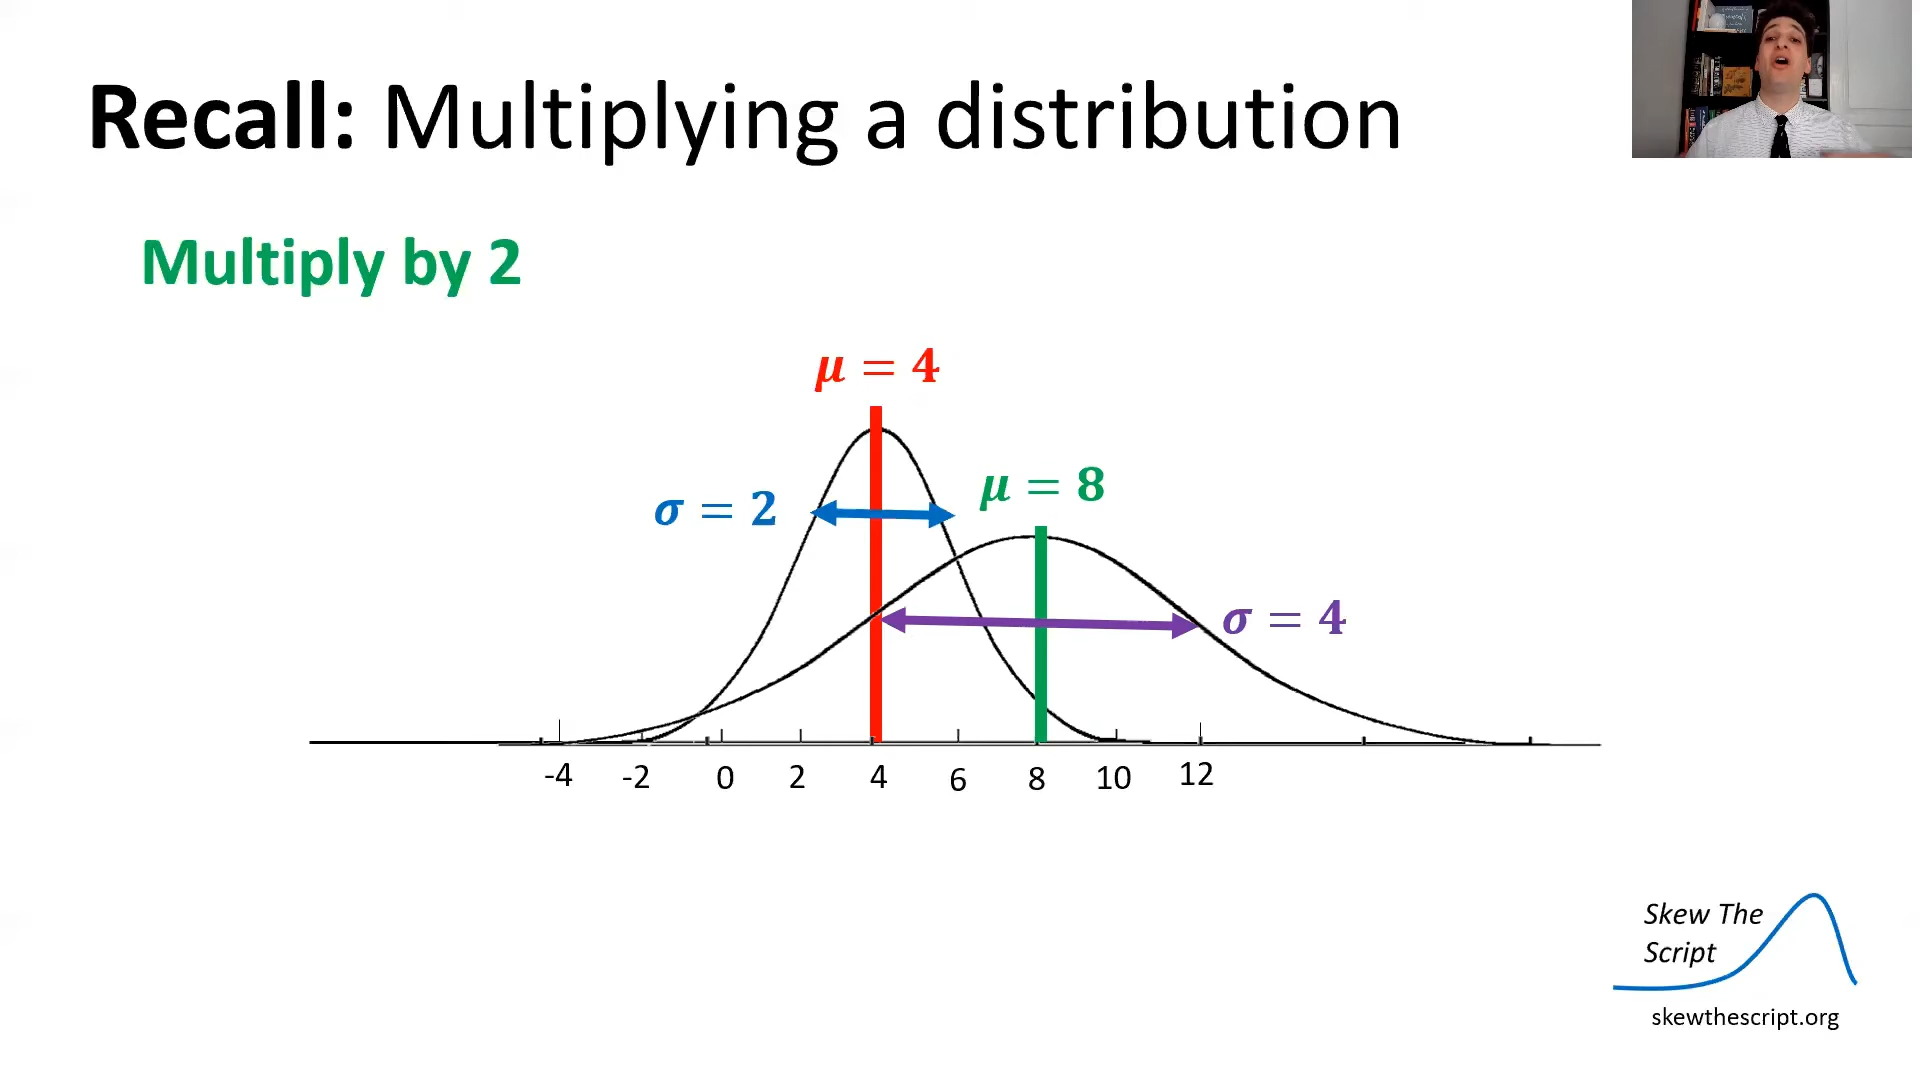 Recall: Multiplying a distribution
Multiply by 2
μ = 4
μ = 8
σ = 2
σ = 4
-4 -2 0 2 4 6 8 10 12
Skew The
Script
skewthescript.org